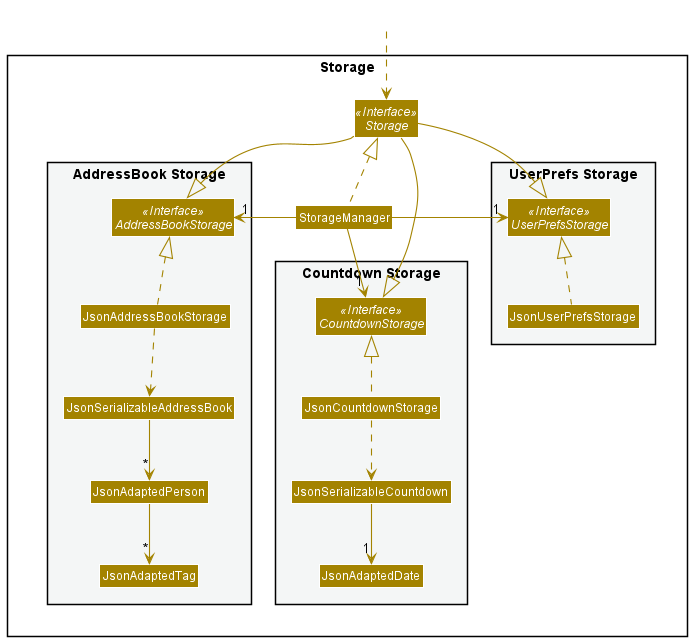 Storage
«Interface»
Storage
AddressBook Storage
UserPrefs Storage
«Interface»
AddressBookStorage
1
StorageManager
1
«Interface»
UserPrefsStorage
Countdown Storage
1
«Interface»
CountdownStorage
JsonAddressBookStorage
JsonUserPrefsStorage
JsonSerializableAddressBook
JsonCountdownStorage
*
JsonAdaptedPerson
JsonSerializableCountdown
*
1
JsonAdaptedTag
JsonAdaptedDate